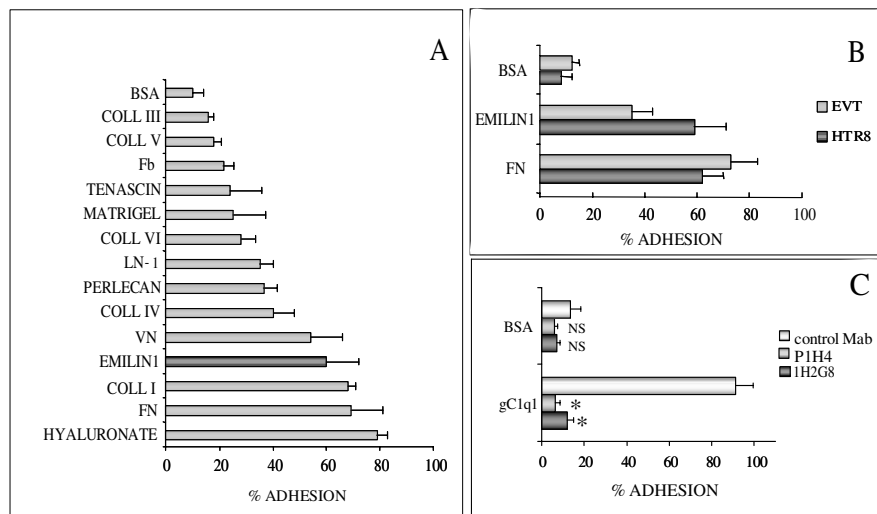 A
BSA
COLL III
COLL V
Fb
TENASCIN
MATRIGEL
COLL VI
LN-1
PERLECAN
COLL IV
VN
EMILIN1
COLL I
FN
HYALURONATE
0 20 40 60 80 100
% ADHESION
B
BSA
EMILIN1
FN
EVT
HTR8
0 20 40 60 80 100
% ADHESION
C
BSA
NS
NS
gC1q1
*
*
control Mab
P1H4
1H2G8
0 20 40 60 80 100
% ADHESION